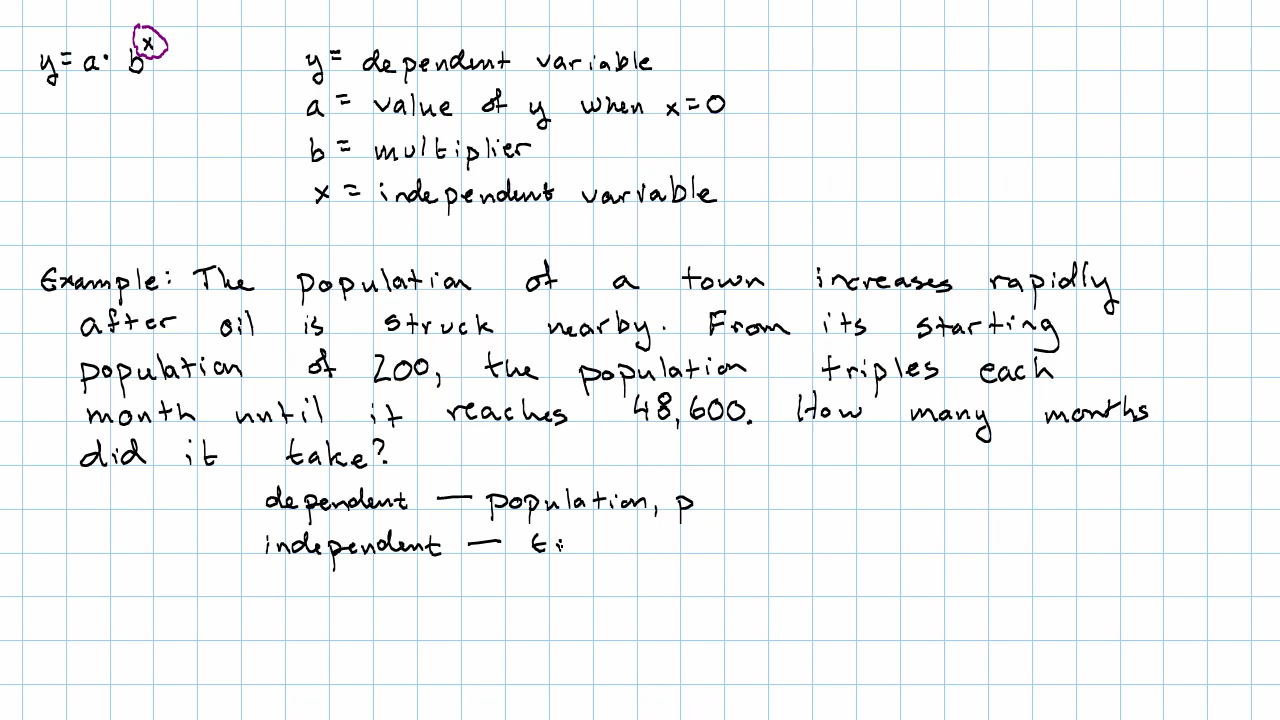 y = a · b^x
y = dependent variable
a = value of y when x = 0
b = multiplier
x = independent varvable
Example: The population of a town increases rapidly
after oil is struck nearby. From its starting
population of 200, the population triples each
month until it reaches 48,600. How many months
did it take?
dependent — population, p
independent — ti